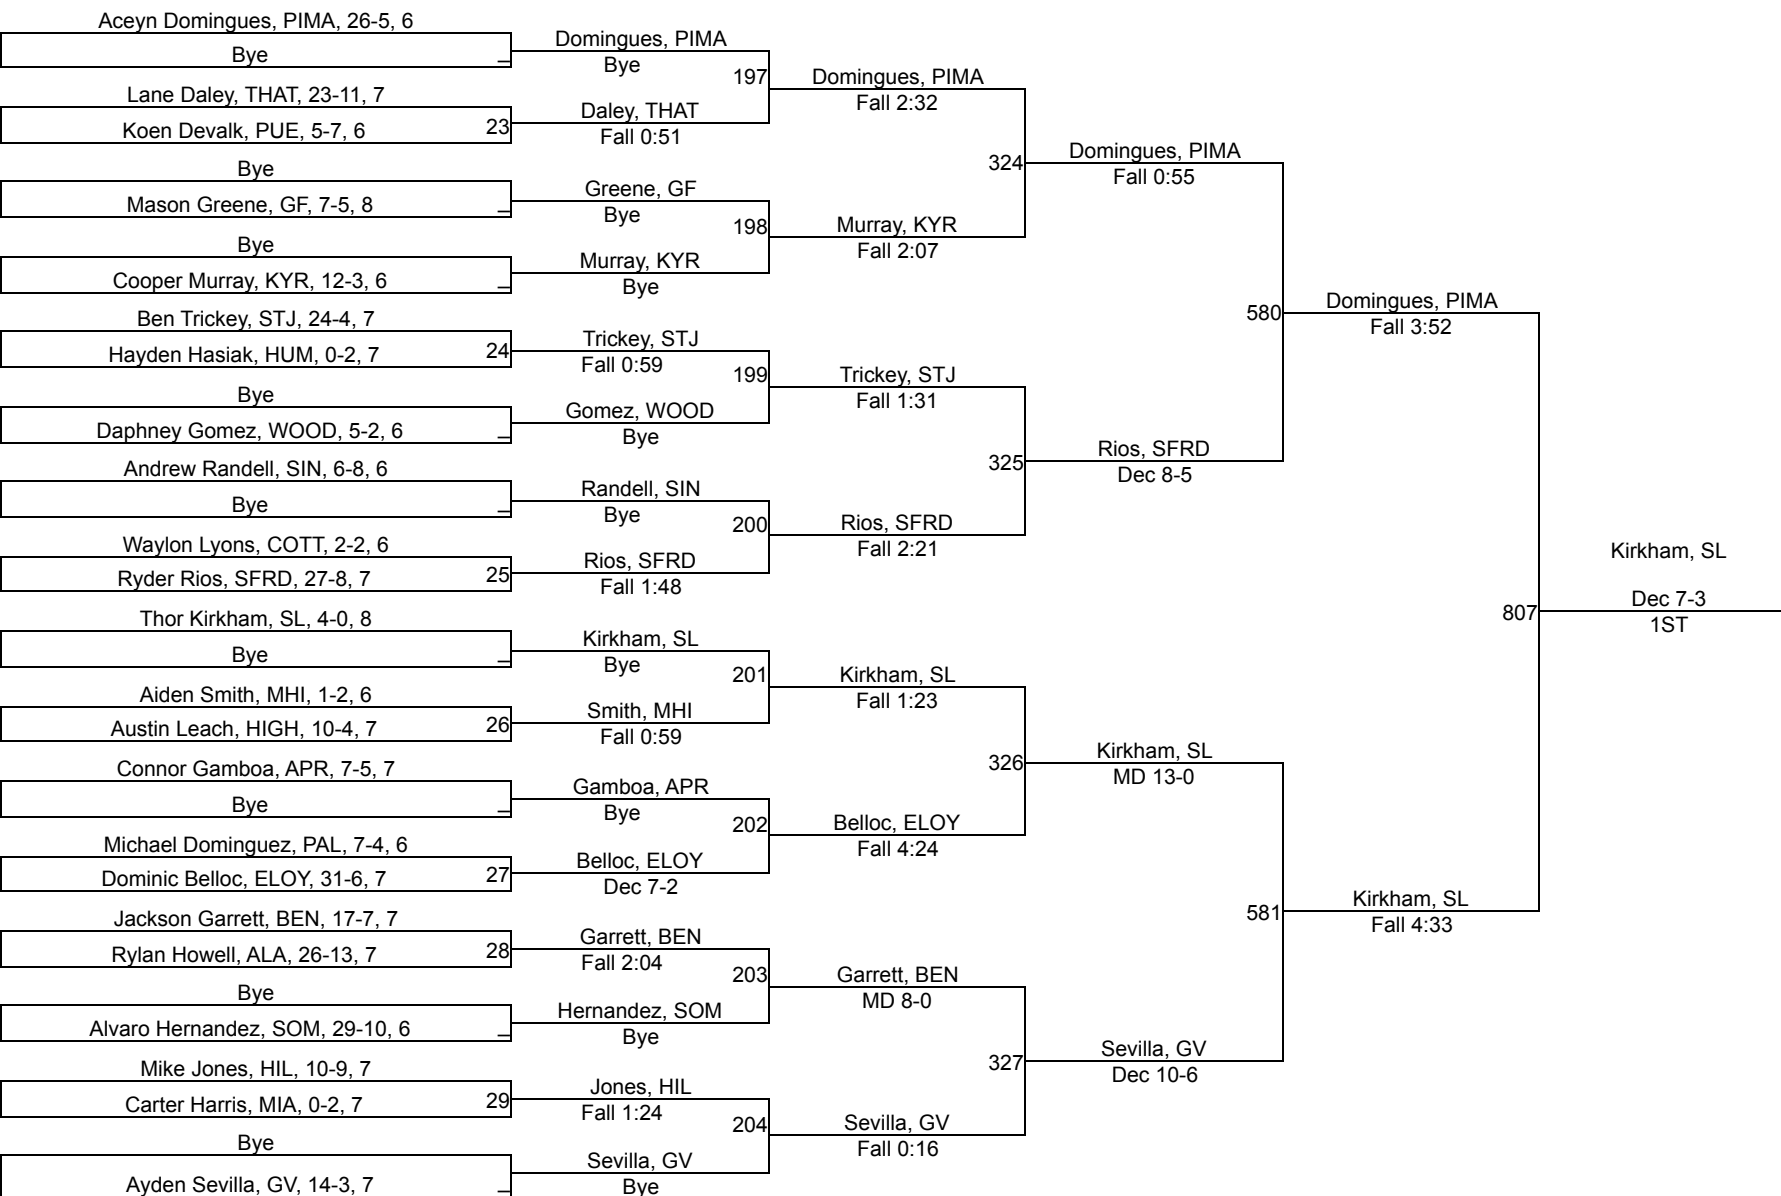 Aceyn Domingues, PIMA, 26-5, 6
Bye
Lane Daley, THAT, 23-11, 7
Koen Devalk, PUE, 5-7, 6
23
Bye
Mason Greene, GF, 7-5, 8
Bye
Cooper Murray, KYR, 12-3, 6
Ben Trickey, STJ, 24-4, 7
Hayden Hasiak, HUM, 0-2, 7
24
Bye
Daphney Gomez, WOOD, 5-2, 6
Andrew Randell, SIN, 6-8, 6
Bye
Waylon Lyons, COTT, 2-2, 6
Ryder Rios, SFRD, 27-8, 7
25
Thor Kirkham, SL, 4-0, 8
Bye
Aiden Smith, MHI, 1-2, 6
Austin Leach, HIGH, 10-4, 7
26
Connor Gamboa, APR, 7-5, 7
Bye
Michael Dominguez, PAL, 7-4, 6
Dominic Belloc, ELOY, 31-6, 7
27
Jackson Garrett, BEN, 17-7, 7
Rylan Howell, ALA, 26-13, 7
28
Bye
Alvaro Hernandez, SOM, 29-10, 6
Mike Jones, HIL, 10-9, 7
Carter Harris, MIA, 0-2, 7
29
Bye
Ayden Sevilla, GV, 14-3, 7
Domingues, PIMA
Bye
197
Daley, THAT
Fall 0:51
Greene, GF
Bye
198
Murray, KYR
Bye
Trickey, STJ
Fall 0:59
199
Gomez, WOOD
Bye
Randell, SIN
Bye
200
Rios, SFRD
Fall 1:48
Kirkham, SL
Bye
201
Smith, MHI
Fall 0:59
Gamboa, APR
Bye
202
Belloc, ELOY
Dec 7-2
Garrett, BEN
Fall 2:04
203
Hernandez, SOM
Bye
Jones, HIL
Fall 1:24
204
Sevilla, GV
Bye
Domingues, PIMA
Fall 2:32
324
Murray, KYR
Fall 2:07
Trickey, STJ
Fall 1:31
325
Rios, SFRD
Fall 2:21
Kirkham, SL
Fall 1:23
326
Belloc, ELOY
Fall 4:24
Garrett, BEN
MD 8-0
327
Sevilla, GV
Fall 0:16
Domingues, PIMA
Fall 0:55
580
Rios, SFRD
Dec 8-5
Kirkham, SL
MD 13-0
581
Sevilla, GV
Dec 10-6
Domingues, PIMA
Fall 3:52
807
Kirkham, SL
Fall 4:33
Kirkham, SL
Dec 7-3
1ST